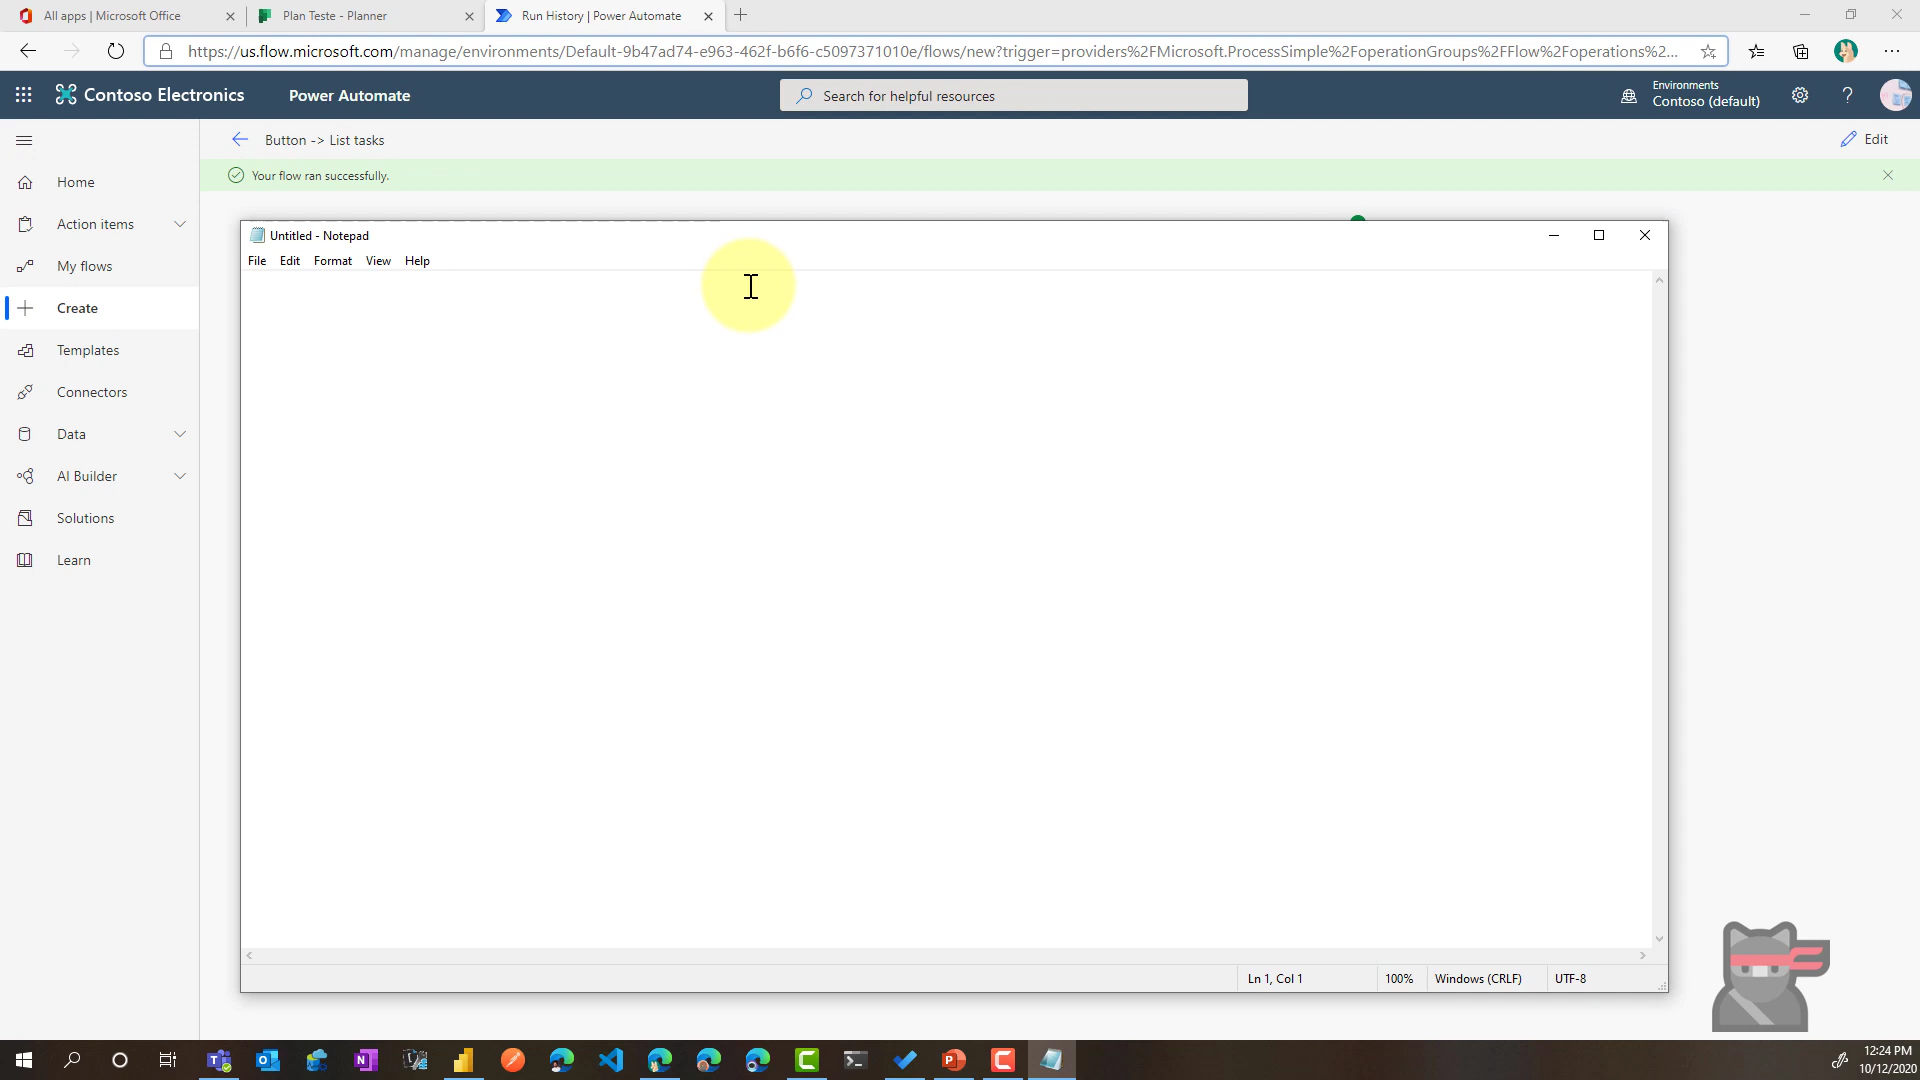 All apps | Microsoft Office
Plan Teste - Planner
Run History | Power Automate
https://us.flow.microsoft.com/manage/environments/Default-9b47ad74-e963-462f-b6f6-c5097371010e/flows/new?trigger=providers%2FMicrosoft.ProcessSimple%2FoperationGroups%2FFlow%2Foperations%2...
Contoso Electronics
Power Automate
Search for helpful resources
Environments
Contoso (default)
Button -> List tasks
Edit
Your flow ran successfully.
Home
Action items
My flows
Create
Templates
Connectors
Data
AI Builder
Solutions
Learn
Untitled - Notepad
File Edit Format View Help
Ln 1, Col 1
100%
Windows (CRLF)
UTF-8
12:24 PM
10/12/2020